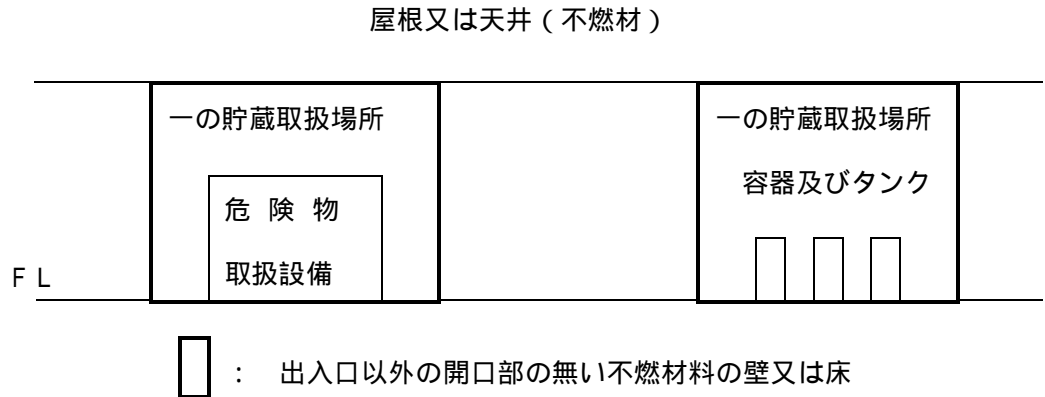 屋根又は天井(不燃材)
一の貯蔵取扱場所
危険物
取扱設備
一の貯蔵取扱場所
容器及びタンク
FL
: 出入口以外の開口部の無い不燃材料の壁又は床